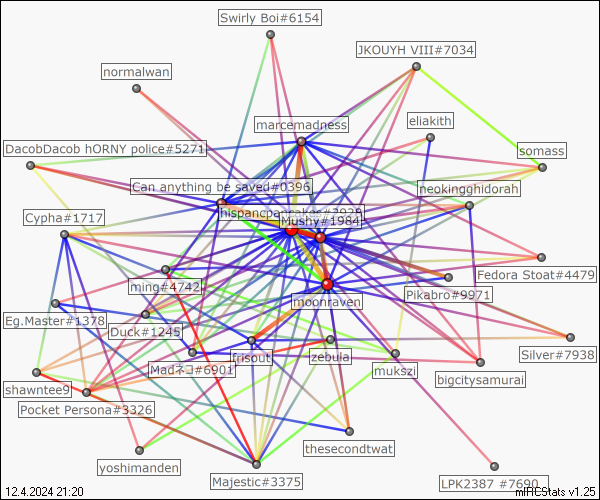 Swirly Boi#6154
JKOUYH VIII#7034
normalwan
marcemadness
eliakith
DacobDacob hORNY police#5271
somass
Can anything be saved#0396
neokingghidorah
Cypha#1717
Mushy#1984
ming#4742
Fedora Stoat#4479
Pikabro#9971
moonraven
Eg.Master#1378
Duck#1245
frisout
zebula
Silver#7938
Madネコ#6901
mukszi
bigcitysamurai
shawntee9
Pocket Persona#3326
thesecondtwat
yoshimanden
Majestic#3375
LPK2387 #7690
12.4.2024 21:20
mIRCStats v1.25